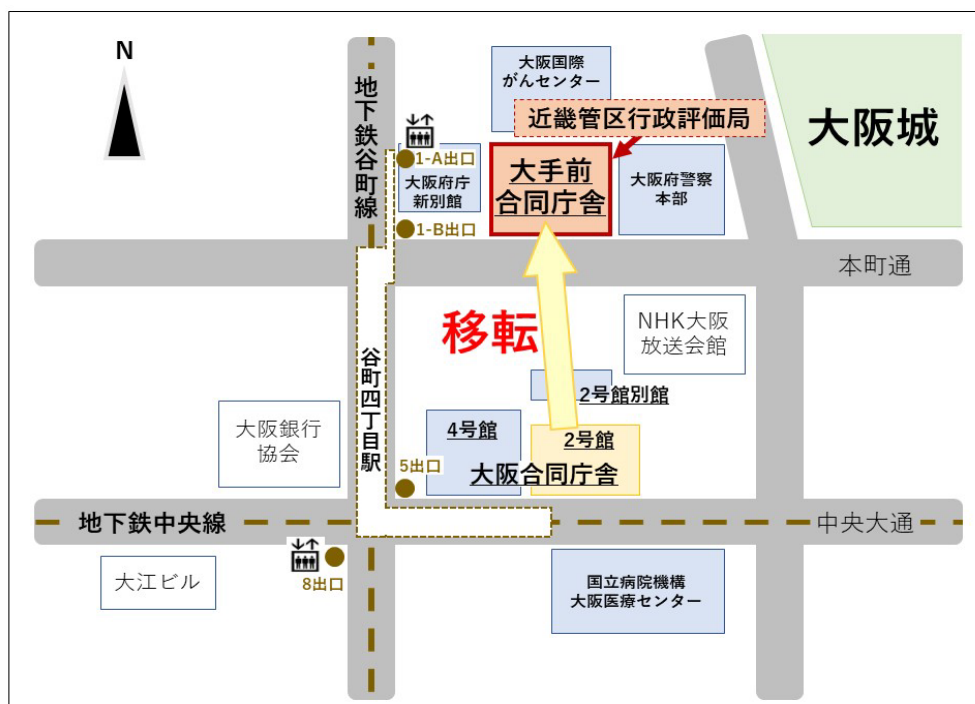 N
地下鉄谷町線
大阪国際
がんセンター
近畿管区行政評価局
大阪城
1-A出口
大阪府庁
新別館
大手前
合同庁舎
大阪府警察
本部
1-B出口
本町通
移転
NHK大阪
放送会館
谷町四丁目駅
2号館別館
大阪銀行
協会
4号館
2号館
5出口
大阪合同庁舎
地下鉄中央線
中央大通
大江ビル
8出口
国立病院機構
大阪医療センター